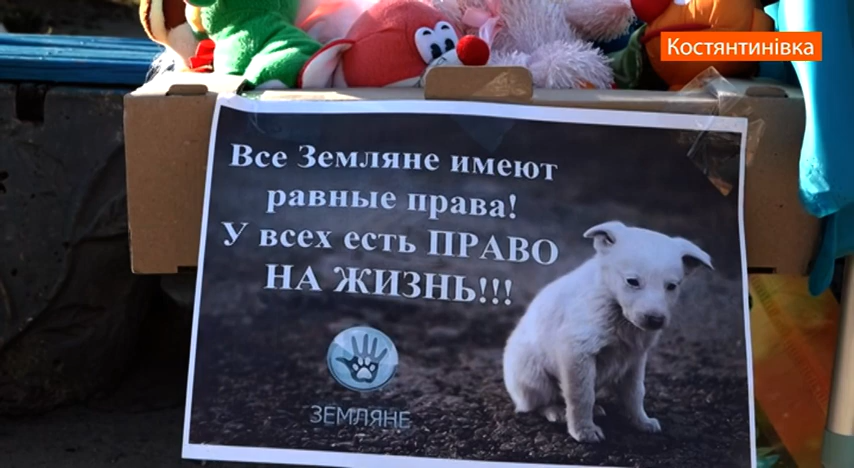 Костянтинівка
Все Земляне имеют
равные права!
У всех есть ПРАВО
НА ЖИЗНЬ!!!
ЗЕМЛЯНЕ